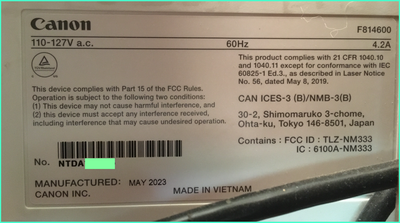 Canon
F814600
110-127V a.c. 60Hz 4.2A
This product complies with 21 CFR 1040.10
and 1040.11 except for conformance with IEC
60825-1 Ed.3., as described in Laser Notice
No. 56, dated May 8, 2019.
This device complies with Part 15 of the FCC Rules.
Operation is subject to the following two conditions:
(1) This device may not cause harmful interference, and
(2) this device must accept any interference received,
including interference that may cause undesired operation.
CAN ICES-3 (B)/NMB-3(B)
30-2, Shimomaruko 3-chome,
Ohta-ku, Tokyo 146-8501, Japan
Contains : FCC ID : TLZ-NM333
IC : 6100A-NM333
No. NTDA
MANUFACTURED: MAY 2023
CANON INC.
MADE IN VIETNAM